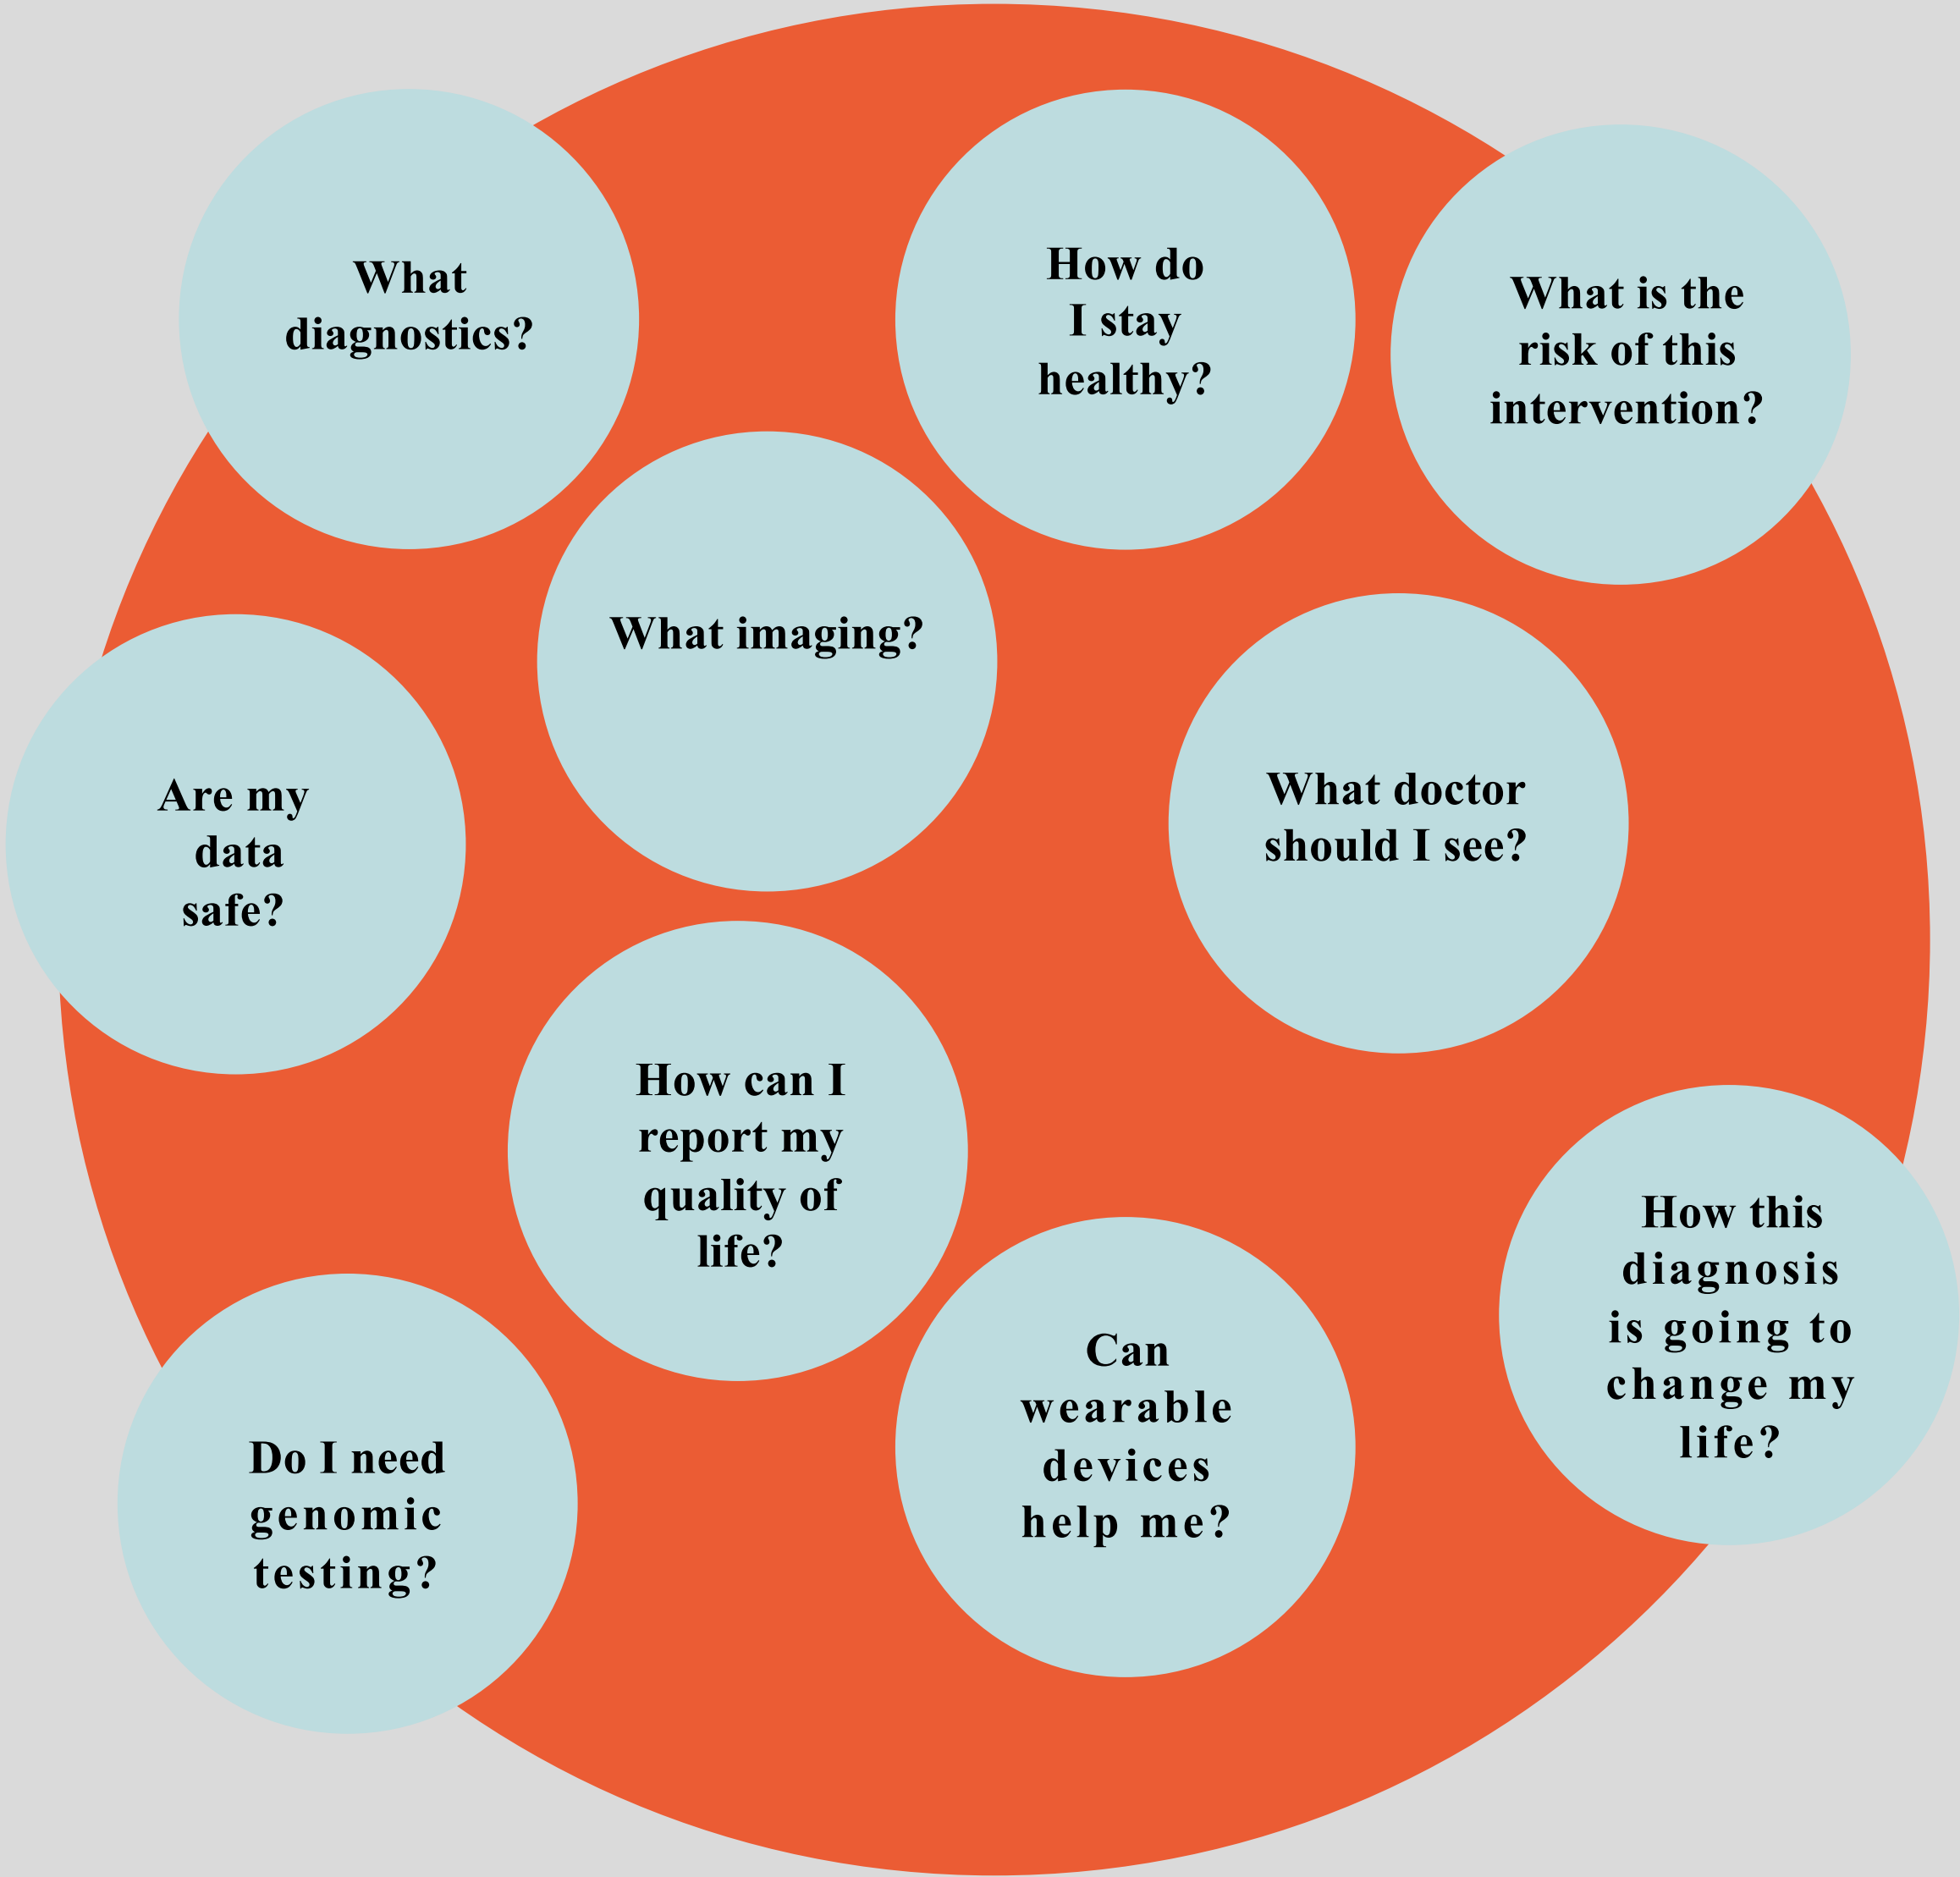 What
diagnostics?
How do
I stay
healthy?
What is the
risk of this
intervention?
What imaging?
Are my
data
safe?
What doctor
should I see?
How can I
report my
quality of
life?
How this
diagnosis
is going to
change my
life?
Can
wearable
devices
help me?
Do I need
genomic
testing?